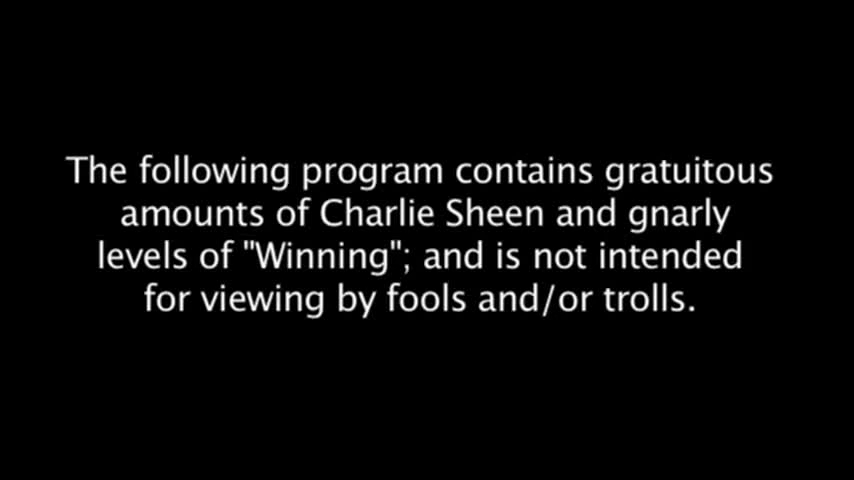 The following program contains gratuitous
amounts of Charlie Sheen and gnarly
levels of "Winning"; and is not intended
for viewing by fools and/or trolls.